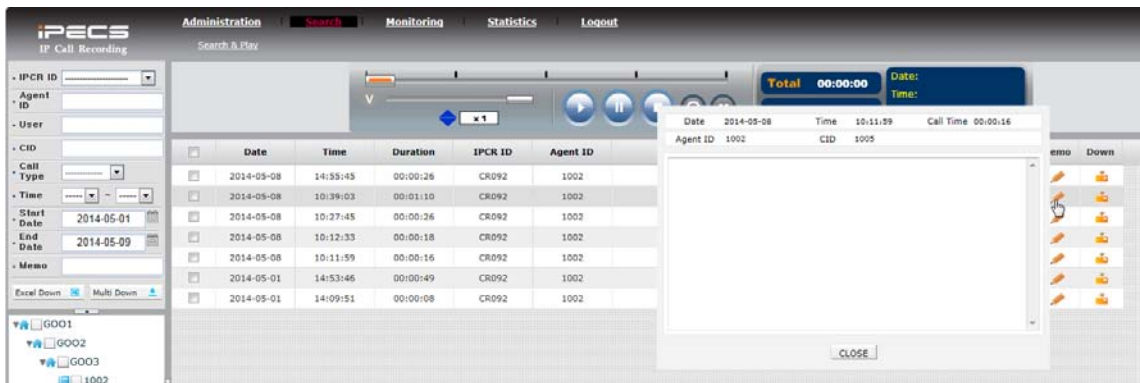 iPECS
IP Call Recording
Administration
Search
Monitoring
Statistics
Logout
Search & Play
IPCR ID
Agent ID
User
CID
Call Type
Time ~
Start Date 2014-05-01
End Date 2014-05-09
Memo
Excel Down Multi Down
GOO1
GOO2
GOO3
1002
V
x 1
Total 00:00:00
Date:
Time:
Date Time Duration IPCR ID Agent ID emo Down
2014-05-08 14:55:45 00:00:26 CR092 1002
2014-05-08 10:39:03 00:01:10 CR092 1002
2014-05-08 10:27:45 00:00:26 CR092 1002
2014-05-08 10:12:33 00:00:18 CR092 1002
2014-05-08 10:11:59 00:00:16 CR092 1002
2014-05-01 14:53:46 00:00:49 CR092 1002
2014-05-01 14:09:51 00:00:08 CR092 1002
Date 2014-05-08 Time 10:11:59 Call Time 00:00:16
Agent ID 1002 CID 1005
CLOSE